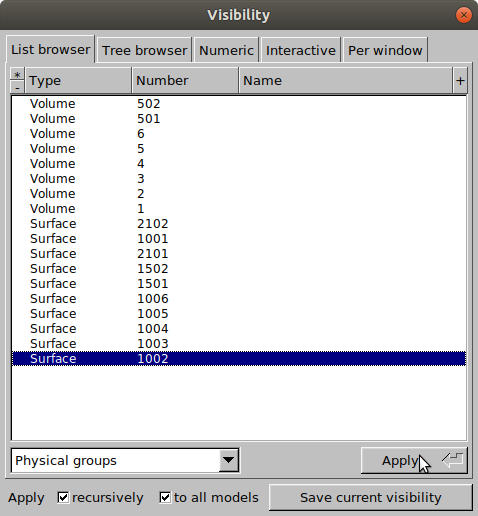 Visibility
List browser Tree browser Numeric Interactive Per window
* - Type Number Name +
Volume 502
Volume 501
Volume 6
Volume 5
Volume 4
Volume 3
Volume 2
Volume 1
Surface 2102
Surface 1001
Surface 2101
Surface 1502
Surface 1501
Surface 1006
Surface 1005
Surface 1004
Surface 1003
Surface 1002
Physical groups Apply
Apply recursively to all models Save current visibility